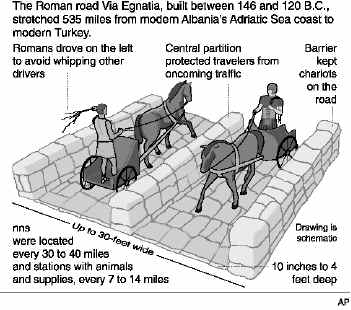 The Roman road Via Egnatia, built between 146 and 120 B.C.,
stretched 535 miles from modern Albania's Adriatic Sea coast to
modern Turkey.
Romans drove on the left
to avoid whipping other
drivers
Central partition
protected travelers from
oncoming traffic
Barrier
kept
chariots
on the
road
Up to 30-feet wide
nns
were located
every 30 to 40 miles
and stations with animals
and supplies, every 7 to 14 miles
Drawing is
schematic
10 inches to 4
feet deep
AP